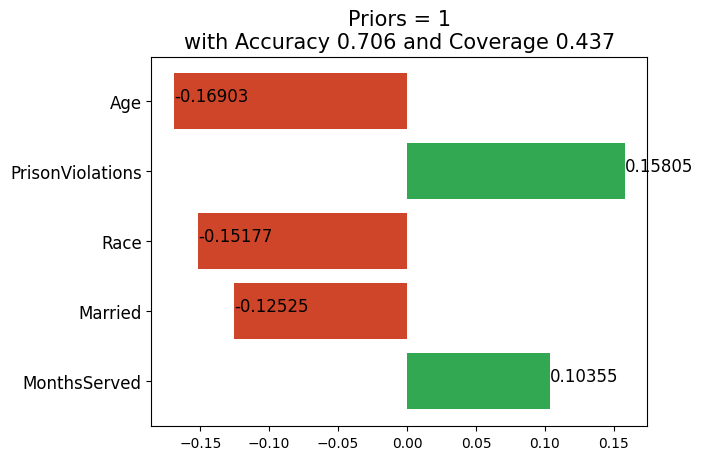 Priors = 1
with Accuracy 0.706 and Coverage 0.437
Age
-0.16903
PrisonViolations
0.15805
Race
-0.15177
Married
-0.12525
MonthsServed
0.10355
−0.15 −0.10 −0.05 0.00 0.05 0.10 0.15